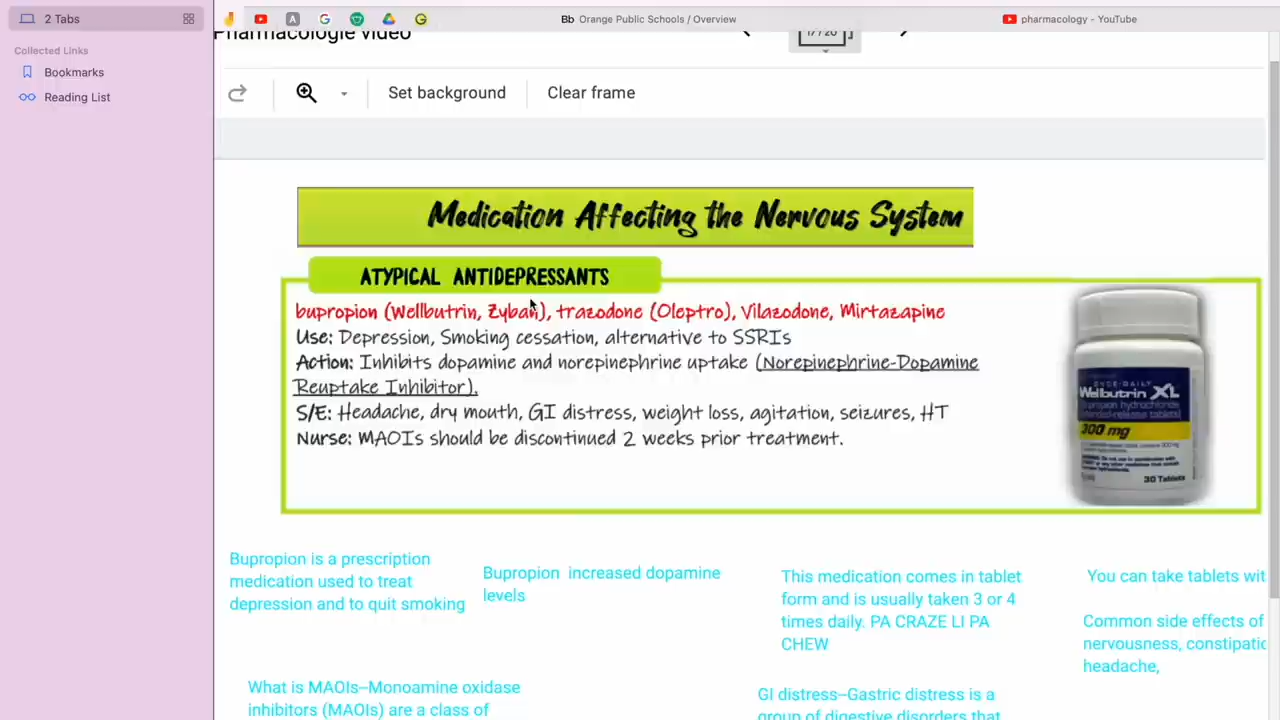 2 Tabs
Collected Links
Bookmarks
Reading List
Bb Orange Public Schools / Overview
pharmacology - YouTube
Pharmacologie video
17 / 20
Set background
Clear frame
Medication Affecting the Nervous System
ATYPICAL ANTIDEPRESSANTS
bupropion (Wellbutrin, Zyban), trazodone (Oleptro), Vilazodone, Mirtazapine
Use: Depression, Smoking cessation, alternative to SSRIs
Action: Inhibits dopamine and norepinephrine uptake (Norepinephrine-Dopamine
Reuptake Inhibitor).
S/E: Headache, dry mouth, GI distress, weight loss, agitation, seizures, HT
Nurse: MAOIs should be discontinued 2 weeks prior treatment.
ONCE-DAILY
Wellbutrin XL
300 mg
30 Tablets
Bupropion is a prescription
medication used to treat
depression and to quit smoking
Bupropion increased dopamine
levels
This medication comes in tablet
form and is usually taken 3 or 4
times daily. PA CRAZE LI PA
CHEW
You can take tablets wit
Common side effects of
nervousness, constipatic
headache,
What is MAOIs–Monoamine oxidase
inhibitors (MAOIs) are a class of
GI distress–Gastric distress is a
group of digestive disorders that